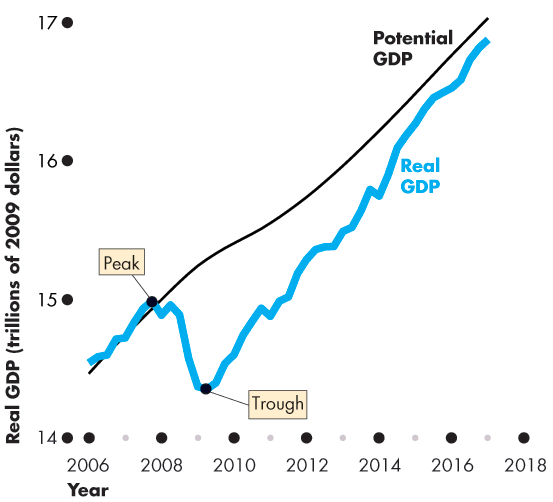 17
Potential
GDP
16
Real
GDP
Peak
15
Trough
14
2006 2008 2010 2012 2014 2016 2018
Year
Real GDP (trillions of 2009 dollars)